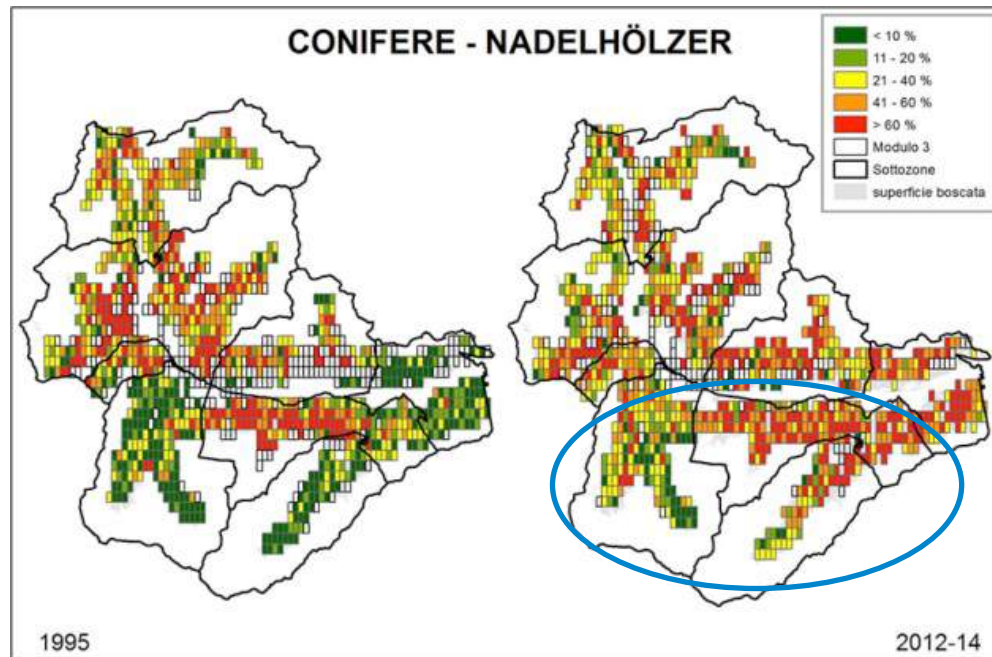 CONIFERE - NADELHÖLZER
< 10 %
11 - 20 %
21 - 40 %
41 - 60 %
> 60 %
Modulo 3
Sottozone
superficie boscata
1995
2012-14